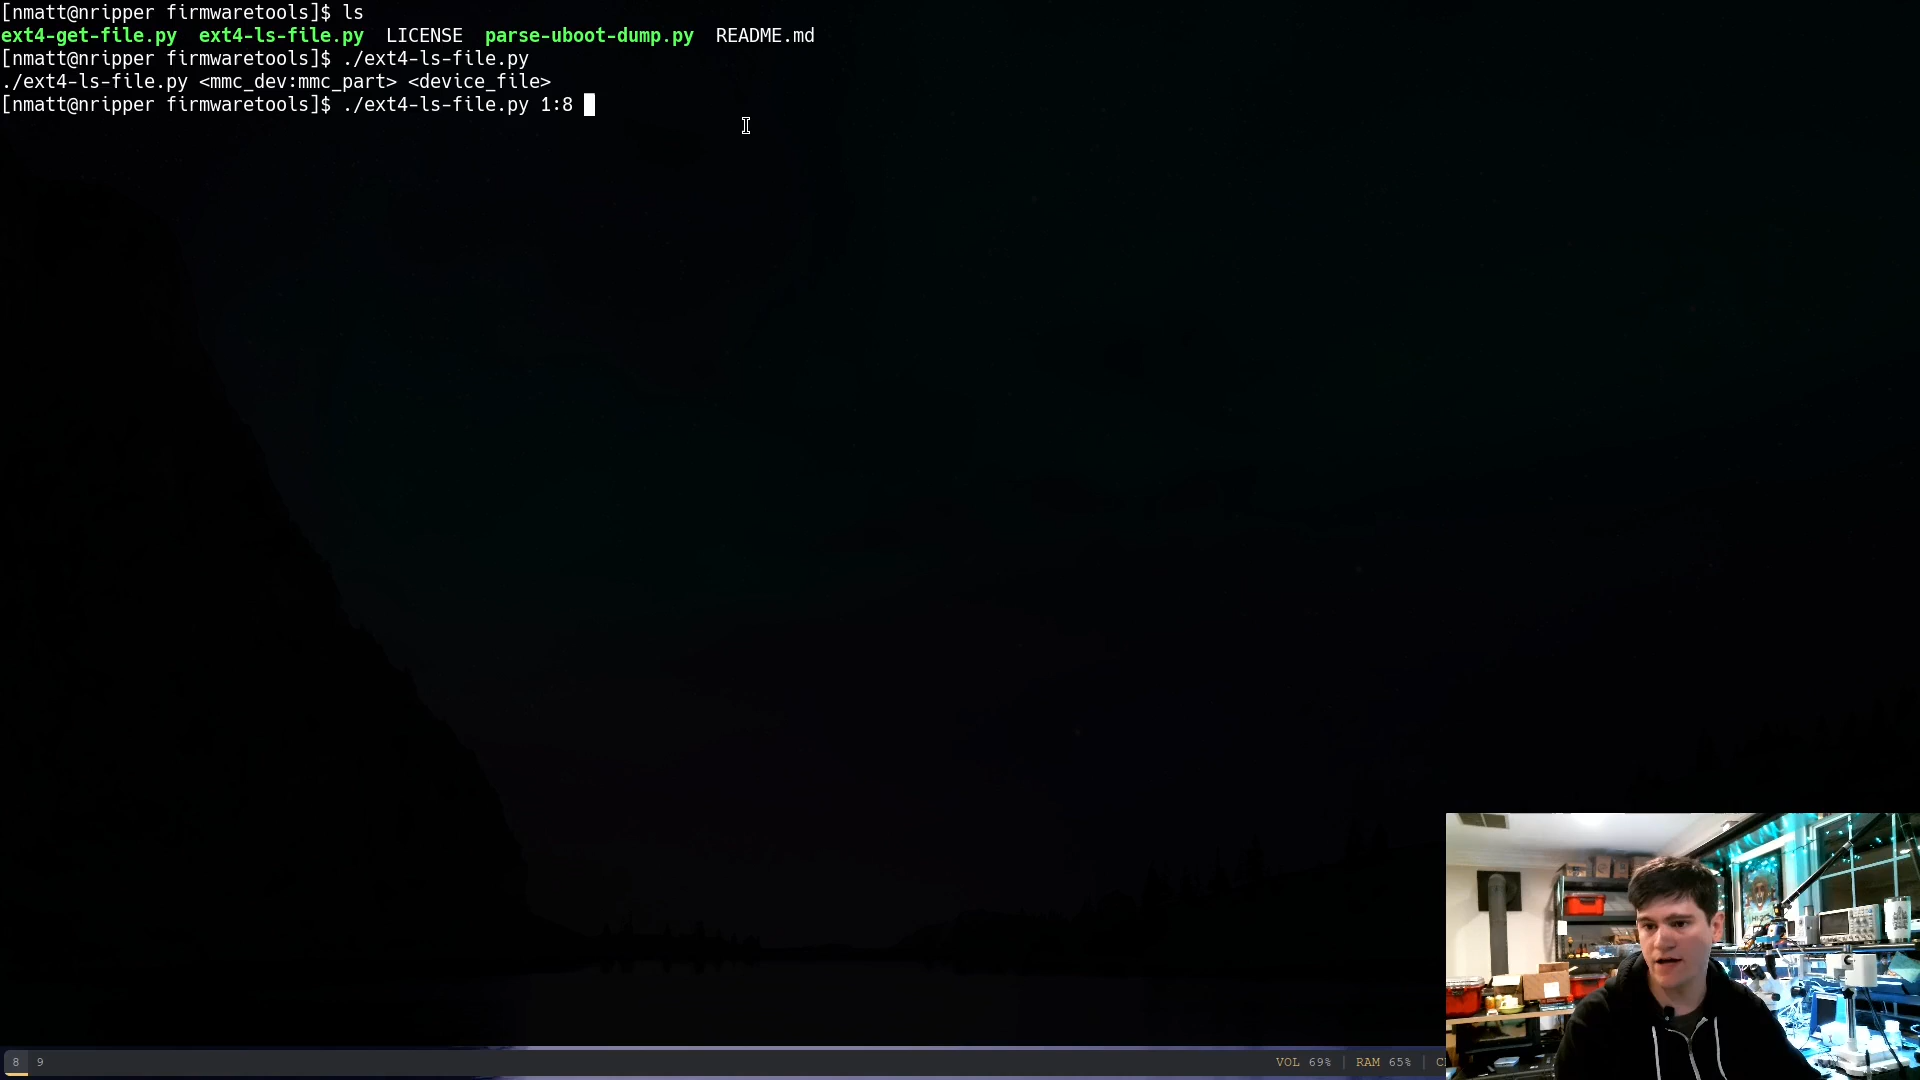 [nmatt@nripper firmwaretools]$ ls
ext4-get-file.py  ext4-ls-file.py  LICENSE  parse-uboot-dump.py  README.md
[nmatt@nripper firmwaretools]$ ./ext4-ls-file.py
./ext4-ls-file.py <mmc_dev:mmc_part> <device_file>
[nmatt@nripper firmwaretools]$ ./ext4-ls-file.py 1:8
8 9 VOL 69% | RAM 65% |